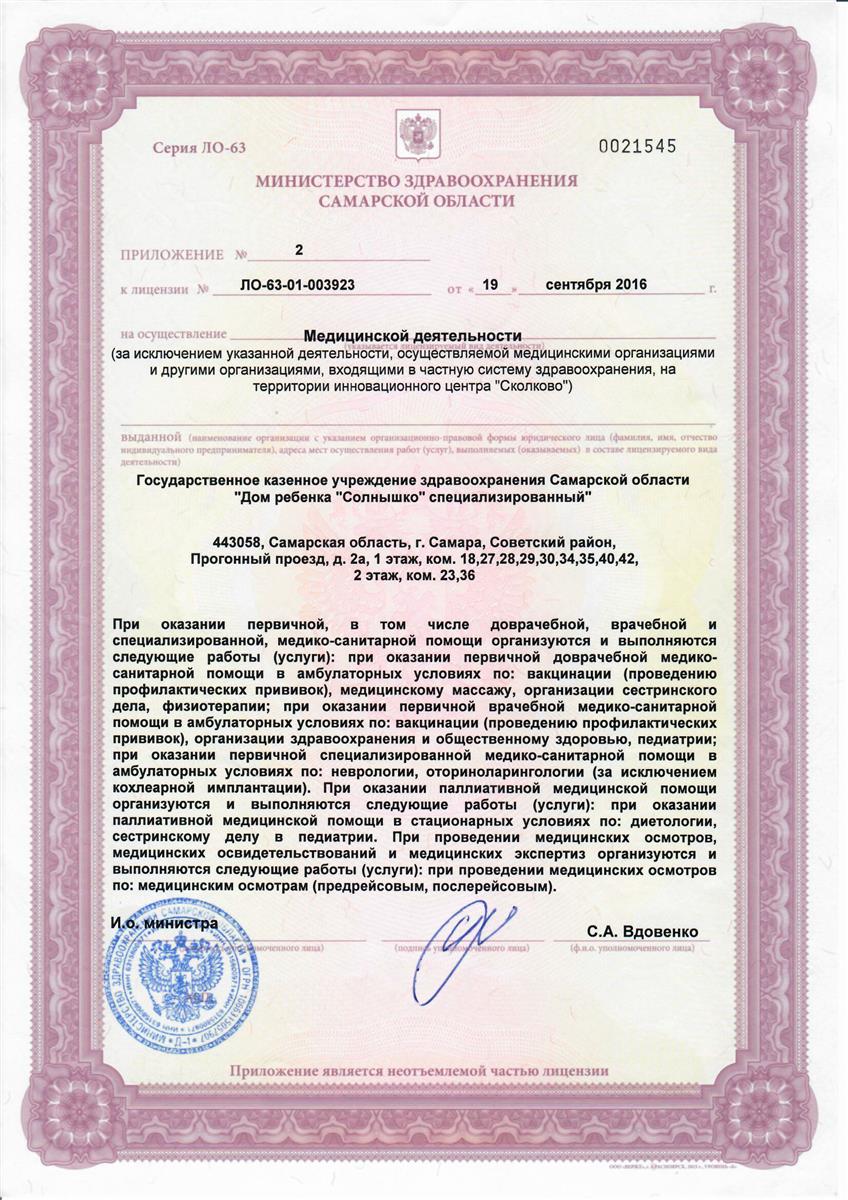 Серия ЛО-63
0021545
МИНИСТЕРСТВО ЗДРАВООХРАНЕНИЯ
САМАРСКОЙ ОБЛАСТИ
ПРИЛОЖЕНИЕ № 2
к лицензии № ЛО-63-01-003923 от « 19 » сентября 2016 г.
на осуществление Медицинской деятельности
(указывается лицензируемый вид деятельности)
(за исключением указанной деятельности, осуществляемой медицинскими организациями
и другими организациями, входящими в частную систему здравоохранения, на
территории инновационного центра "Сколково")
выданной (наименование организации с указанием организационно-правовой формы юридического лица (фамилия, имя, отчество
индивидуального предпринимателя), адреса мест осуществления работ (услуг), выполняемых (оказываемых) в составе лицензируемого вида
деятельности)
Государственное казенное учреждение здравоохранения Самарской области
"Дом ребенка "Солнышко" специализированный"
443058, Самарская область, г. Самара, Советский район,
Прогонный проезд, д. 2а, 1 этаж, ком. 18,27,28,29,30,34,35,40,42,
2 этаж, ком. 23,36
При оказании первичной, в том числе доврачебной, врачебной и
специализированной, медико-санитарной помощи организуются и выполняются
следующие работы (услуги): при оказании первичной доврачебной медико-
санитарной помощи в амбулаторных условиях по: вакцинации (проведению
профилактических прививок), медицинскому массажу, организации сестринского
дела, физиотерапии; при оказании первичной врачебной медико-санитарной
помощи в амбулаторных условиях по: вакцинации (проведению профилактических
прививок), организации здравоохранения и общественному здоровью, педиатрии;
при оказании первичной специализированной медико-санитарной помощи в
амбулаторных условиях по: неврологии, оториноларингологии (за исключением
кохлеарной имплантации). При оказании паллиативной медицинской помощи
организуются и выполняются следующие работы (услуги): при оказании
паллиативной медицинской помощи в стационарных условиях по: диетологии,
сестринскому делу в педиатрии. При проведении медицинских осмотров,
медицинских освидетельствований и медицинских экспертиз организуются и
выполняются следующие работы (услуги): при проведении медицинских осмотров
по: медицинским осмотрам (предрейсовым, послерейсовым).
И.о. министра
С.А. Вдовенко
уполномоченного лица)
(подпись уполномоченного лица)
(ф.и.о. уполномоченного лица)
МИНИСТЕРСТВО ЗДРАВООХРАНЕНИЯ САМАРСКОЙ ОБЛАСТИ
Д-1
Приложение является неотъемлемой частью лицензии